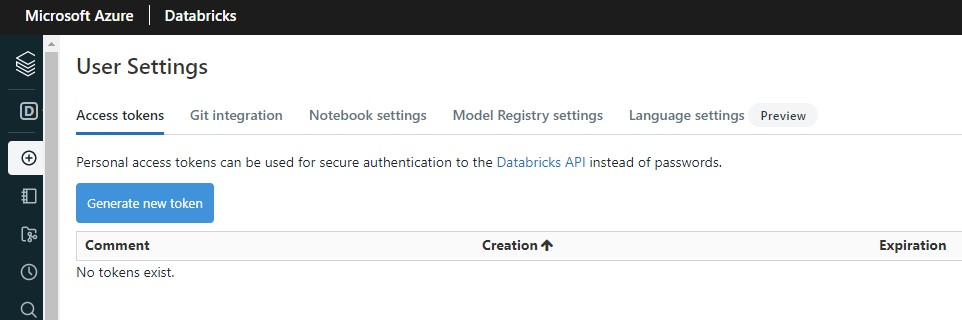 Microsoft Azure Databricks
User Settings
D
Access tokens Git integration Notebook settings Model Registry settings Language settings Preview
Personal access tokens can be used for secure authentication to the Databricks API instead of passwords.
Generate new token
Comment Creation Expiration
No tokens exist.